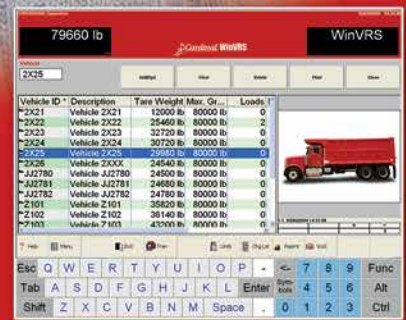 79660 lb
WinVRS
Cardinal WinVRS
Vehicle
2X25
Add/Upd Clear Delete Print Close
Vehicle ID * Description Tare Weight Max. Gr... Loads
2X21 Vehicle 2X21 12000 lb 80000 lb 0
2X22 Vehicle 2X22 25460 lb 80000 lb 2
2X23 Vehicle 2X23 32720 lb 80000 lb 0
2X24 Vehicle 2X24 30720 lb 80000 lb 0
2X25 Vehicle 2X25 29980 lb 80000 lb 0
2X26 Vehicle 2XXX 24540 lb 80000 lb 0
JJ2780 Vehicle JJ2780 24500 lb 80000 lb 0
JJ2781 Vehicle JJ2781 24680 lb 80000 lb 0
JJ2782 Vehicle JJ2782 24780 lb 80000 lb 0
Z101 Vehicle Z101 35820 lb 80000 lb 0
Z102 Vehicle Z102 36140 lb 80000 lb 0
Z103 Vehicle Z103 43200 lb 80000 lb 0
? Help Menu Exit Tran Reprint
Esc Q W E R T Y U I O P - <- 7 8 9 Func
Tab A S D F G H J K L Enter Sym-bols 4 5 6 Alt
Shift Z X C V B N M Space . 0 1 2 3 Ctrl